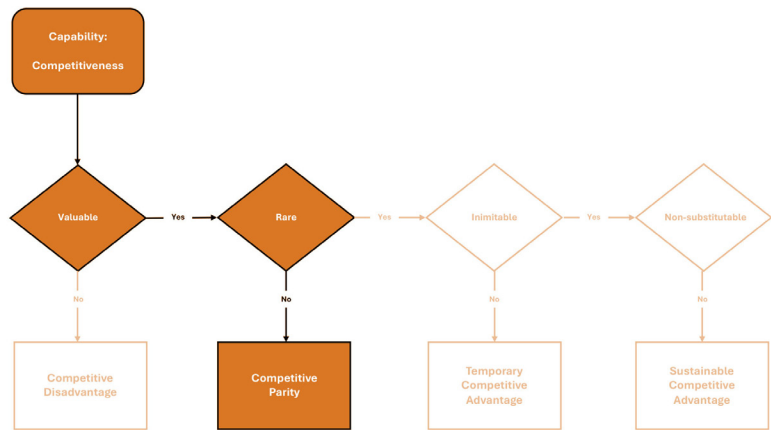 Capability:
Competitiveness
Valuable
Yes
Rare
Yes
Inimitable
Yes
Non-substitutable
No
No
No
No
Competitive
Disadvantage
Competitive
Parity
Temporary
Competitive
Advantage
Sustainable
Competitive
Advantage